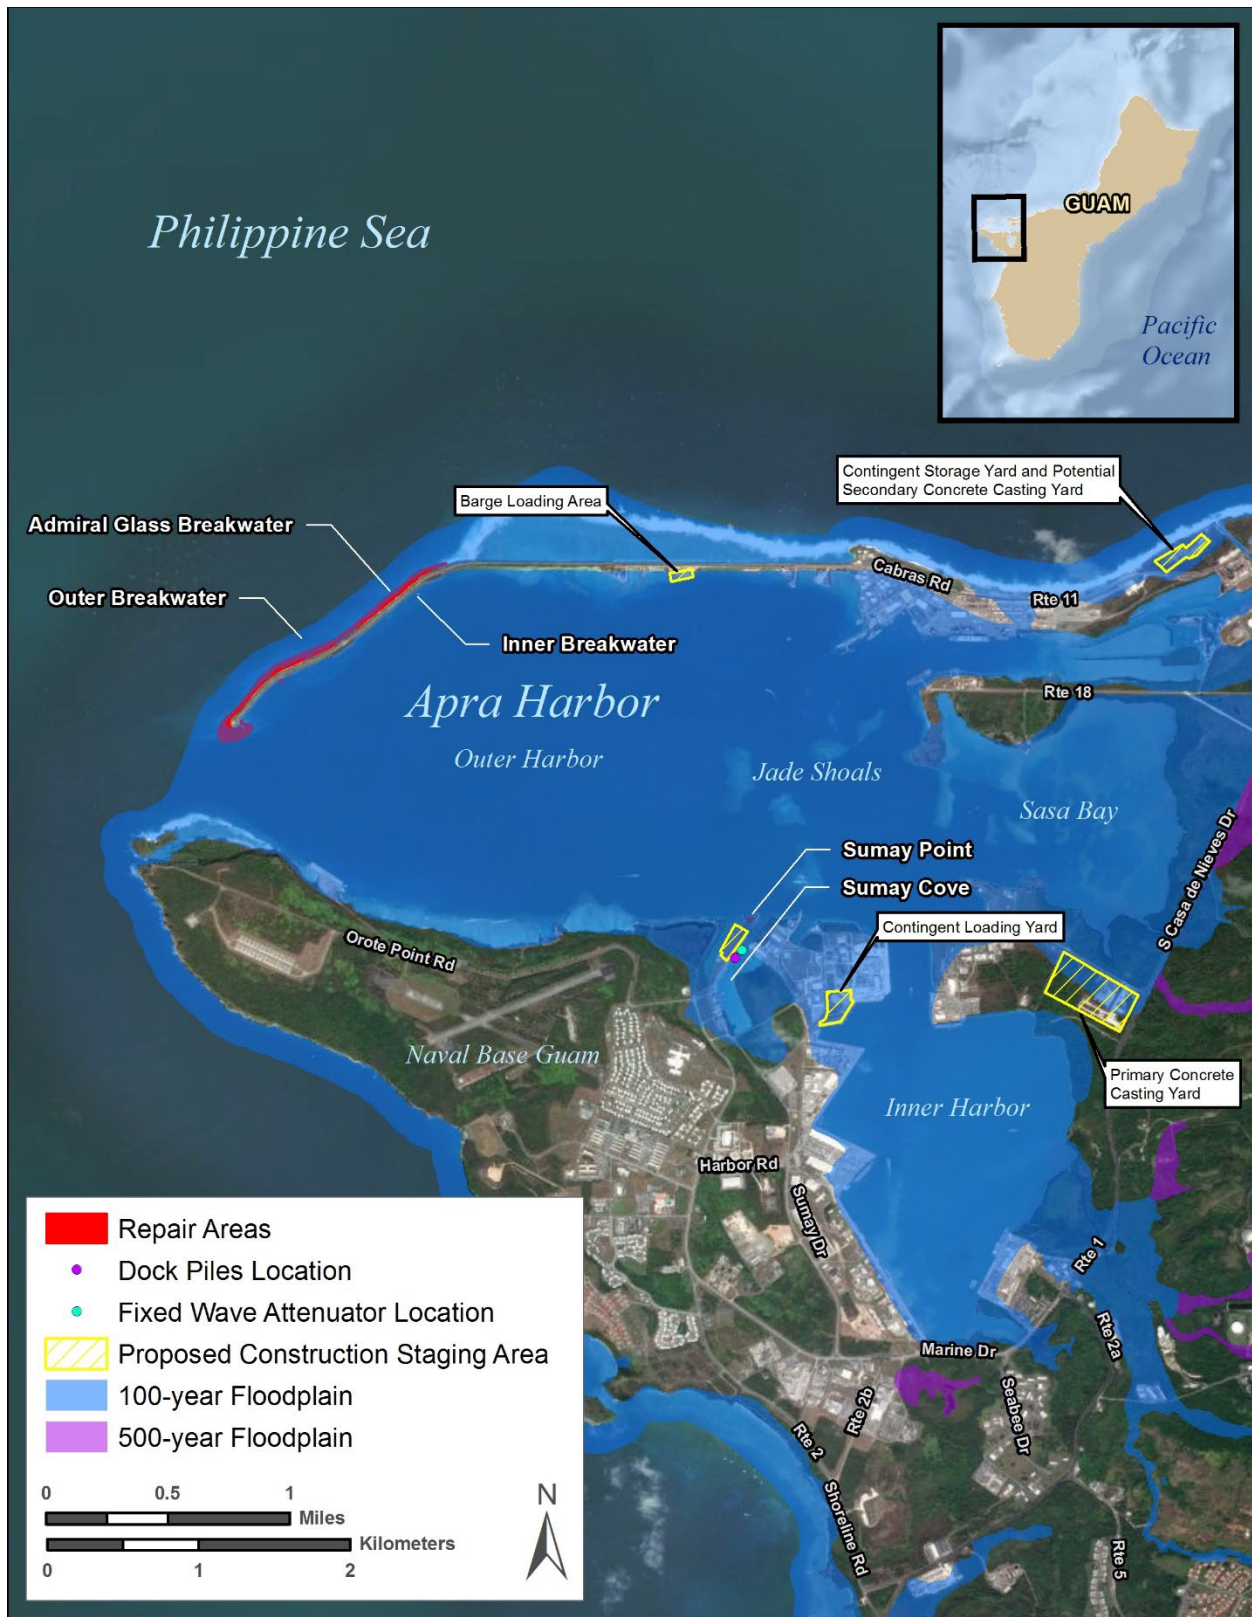 Philippine Sea
GUAM
Pacific
Ocean
Contingent Storage Yard and Potential
Secondary Concrete Casting Yard
Barge Loading Area
Admiral Glass Breakwater
Outer Breakwater
Inner Breakwater
Cabras Rd
Rte 11
Rte 18
Apra Harbor
Outer Harbor
Jade Shoals
Sasa Bay
S Casa de Nieves Dr
Sumay Point
Sumay Cove
Contingent Loading Yard
Orote Point Rd
Naval Base Guam
Primary Concrete
Casting Yard
Inner Harbor
Harbor Rd
Sumay Dr
Rte 1
Rte 2a
Marine Dr
Seabee Dr
Rte 2b
Rte 2
Shoreline Rd
Rte 5
Repair Areas
Dock Piles Location
Fixed Wave Attenuator Location
Proposed Construction Staging Area
100-year Floodplain
500-year Floodplain
0 0.5 1
Miles
Kilometers
0 1 2
N